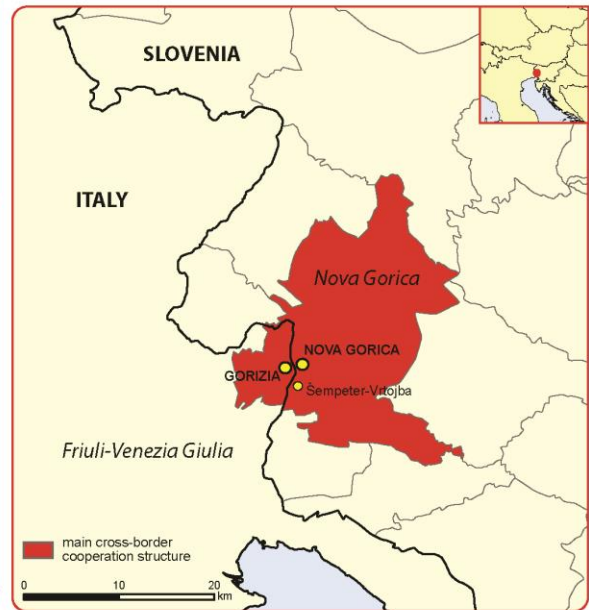 SLOVENIA
ITALY
Nova Gorica
NOVA GORICA
GORIZIA
Šempeter-Vrtojba
Friuli-Venezia Giulia
main cross-border
cooperation structure
0 10 20
km